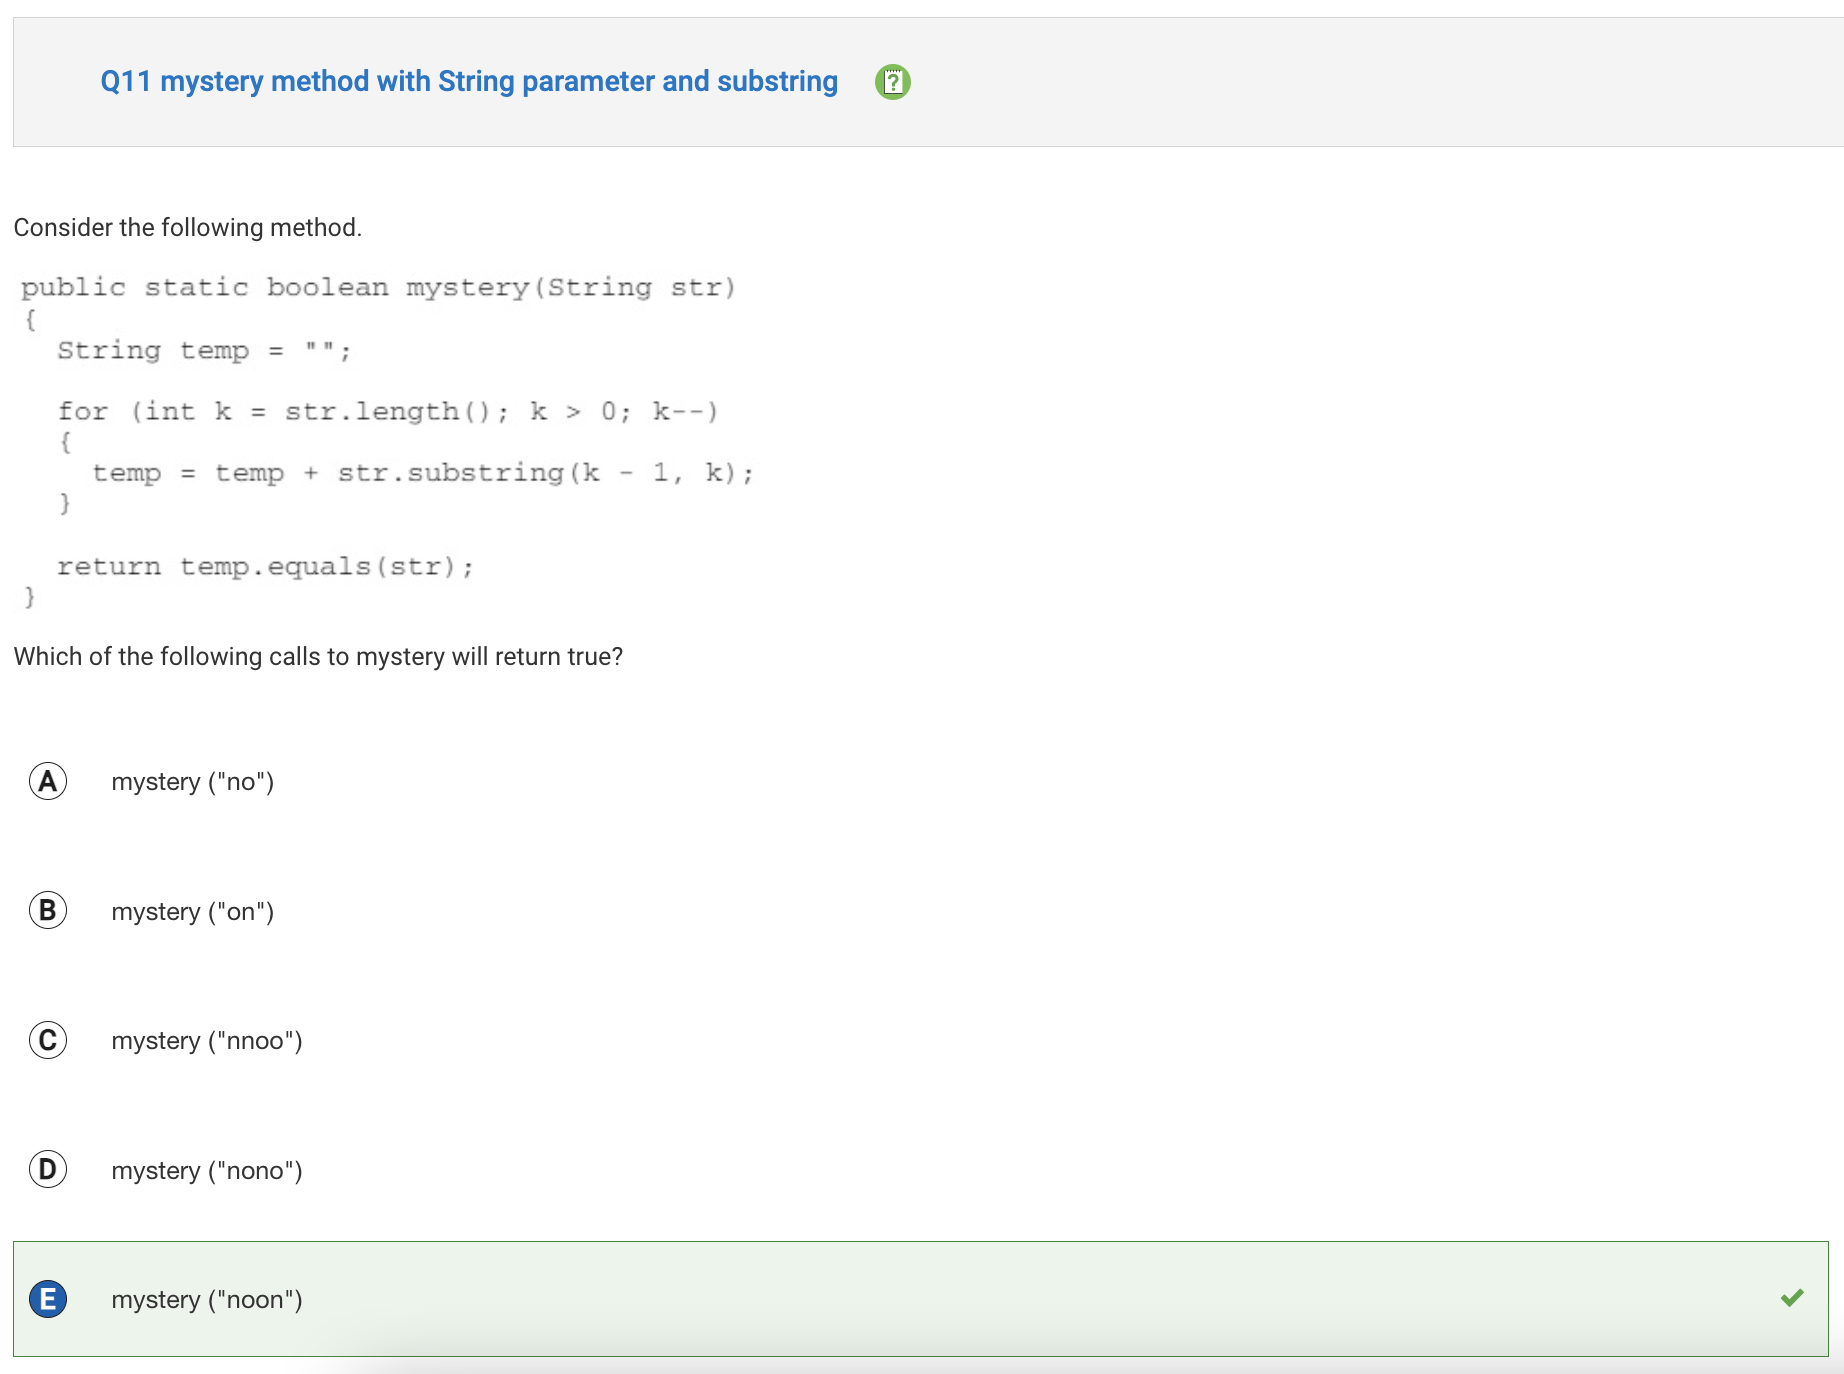 Q11 mystery method with String parameter and substring ?
Consider the following method.
public static boolean mystery(String str)
{
String temp = "";
for (int k = str.length(); k > 0; k--)
{
temp = temp + str.substring(k - 1, k);
}
return temp.equals(str);
}
Which of the following calls to mystery will return true?
A mystery ("no")
B mystery ("on")
C mystery ("nnoo")
D mystery ("nono")
E mystery ("noon")